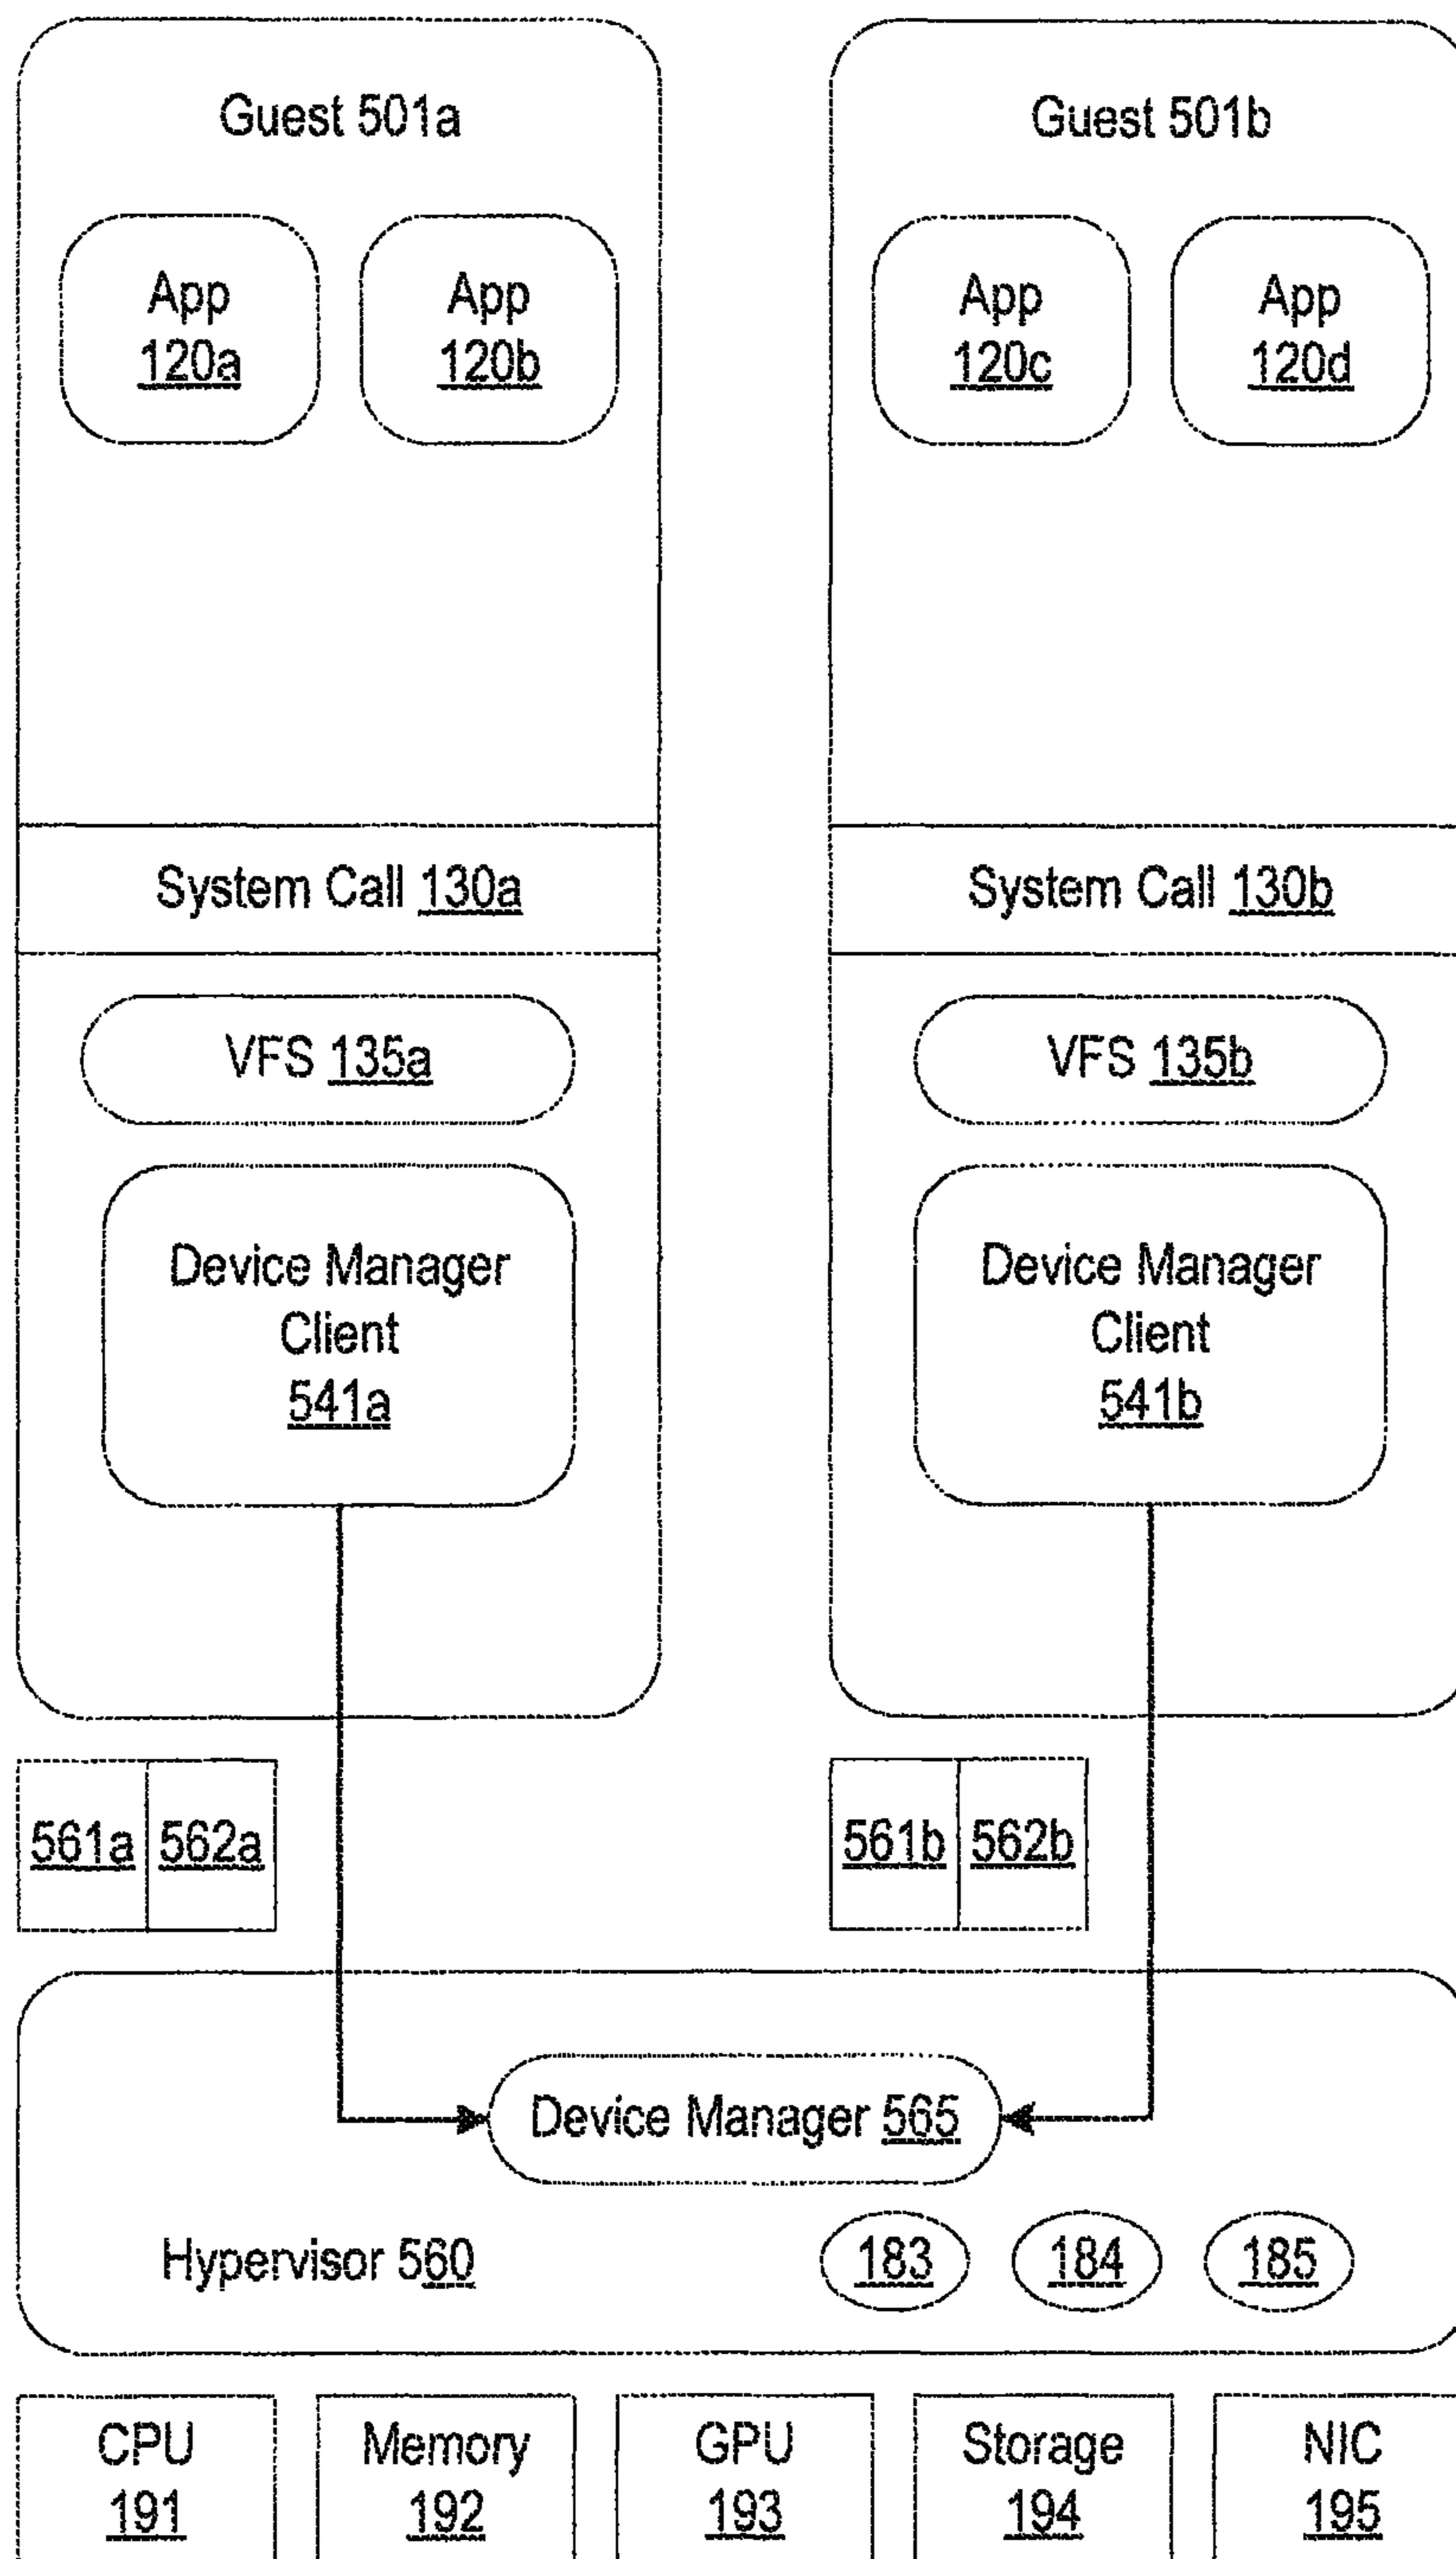 Guest 501a
Guest 501b
App
120a
App
120b
App
120c
App
120d
System Call 130a
System Call 130b
VFS 135a
VFS 135b
Device Manager
Client
541a
Device Manager
Client
541b
561a
562a
561b
562b
Device Manager 565
Hypervisor 560
183
184
185
CPU
191
Memory
192
GPU
193
Storage
194
NIC
195